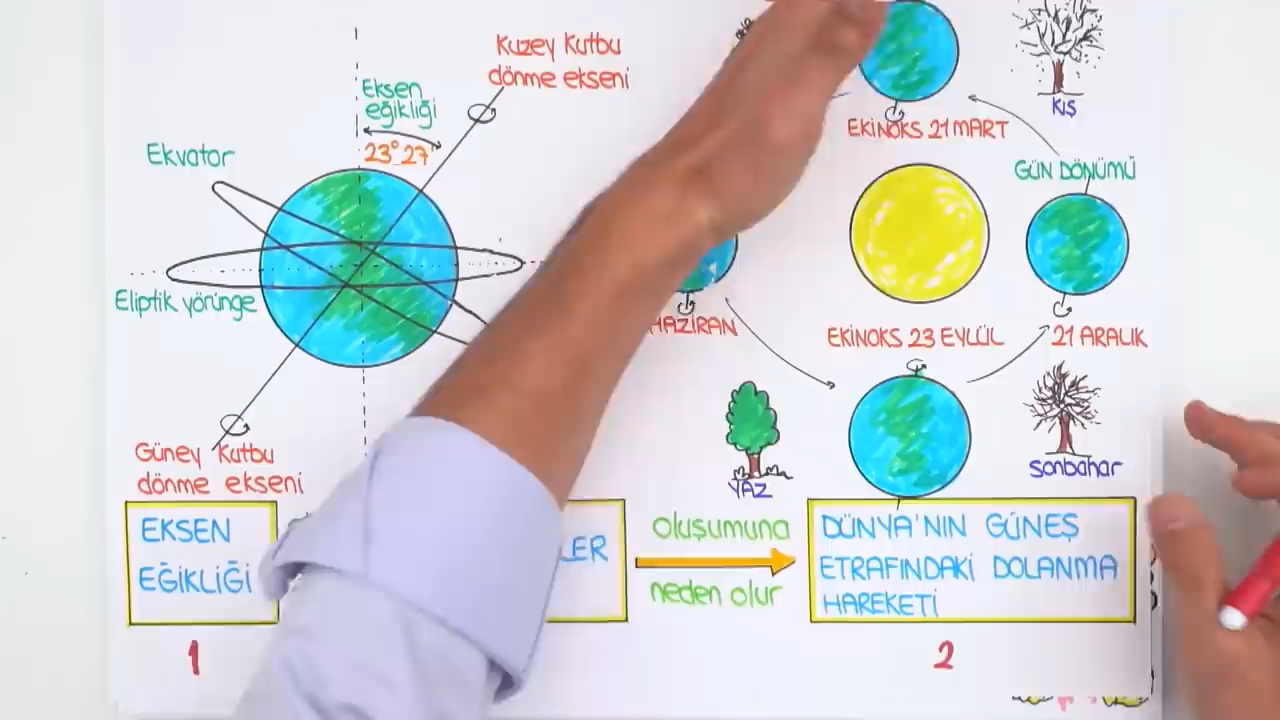 Kuzey Kutbu
dönme ekseni
Eksen
eğikliği
23° 27'
Ekvator
Eliptik yörünge
Güney Kutbu
dönme ekseni
EKİNOKS 21 MART
KIŞ
GÜN DÖNÜMÜ
HAZİRAN
EKİNOKS 23 EYLÜL
21 ARALIK
YAZ
sonbahar
EKSEN
EĞİKLİĞİ
LER
oluşumuna
neden olur
DÜNYA'NIN GÜNEŞ
ETRAFINDAKİ DOLANMA
HAREKETİ
1
2